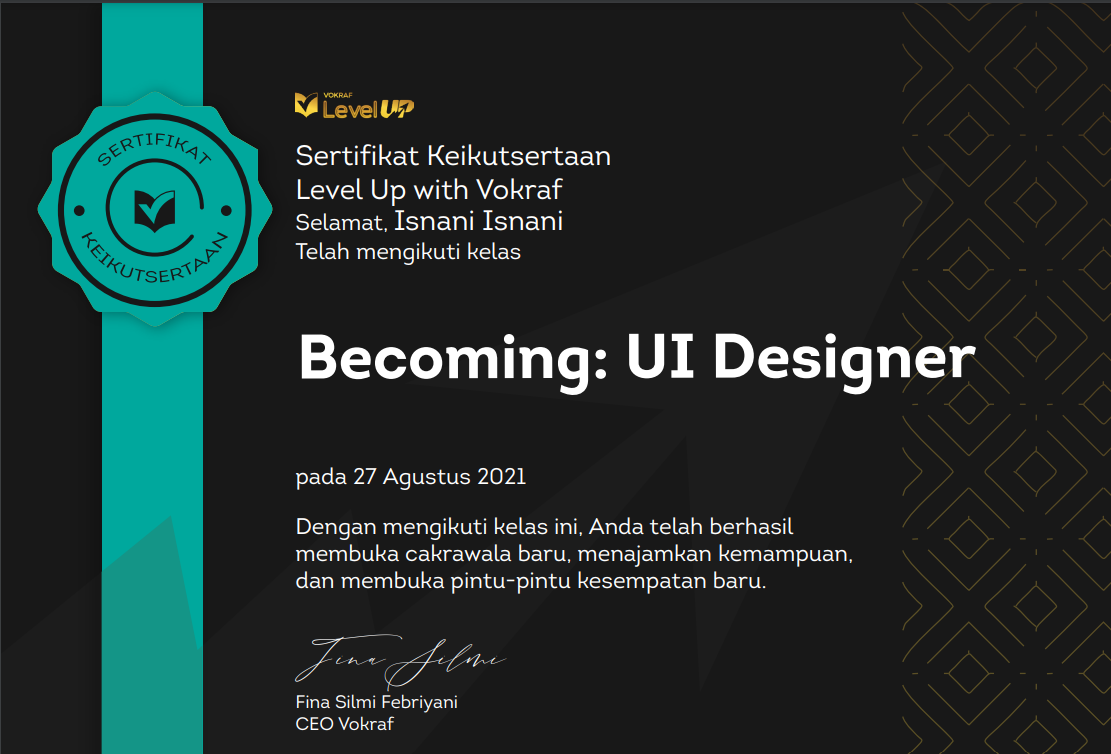 SERTIFIKAT
KEIKUTSERTAAN
VOKRAF
Level UP
Sertifikat Keikutsertaan
Level Up with Vokraf
Selamat, Isnani Isnani
Telah mengikuti kelas
Becoming: UI Designer
pada 27 Agustus 2021
Dengan mengikuti kelas ini, Anda telah berhasil
membuka cakrawala baru, menajamkan kemampuan,
dan membuka pintu-pintu kesempatan baru.
Fina Silmi
Fina Silmi Febriyani
CEO Vokraf